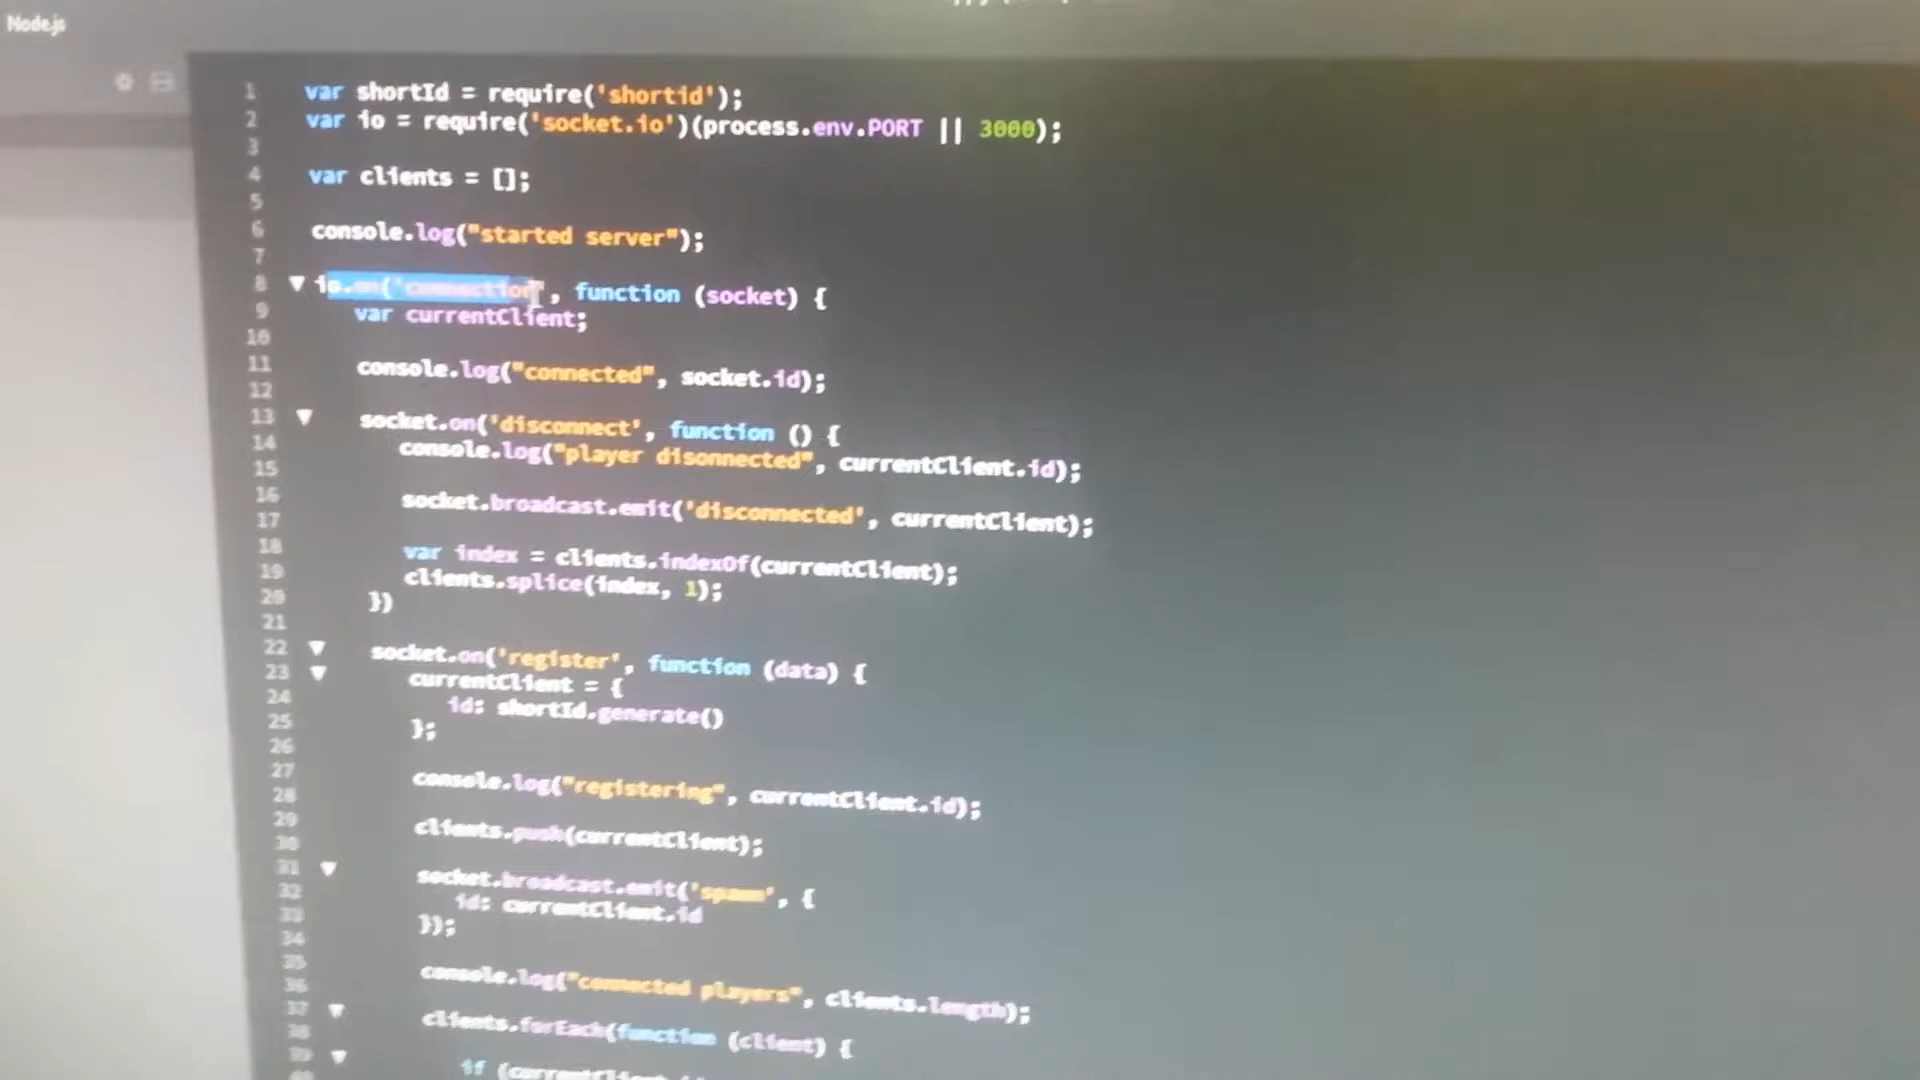 Node.js
1 var shortId = require('shortid');
2 var io = require('socket.io')(process.env.PORT || 3000);
3
4 var clients = [];
5
6 console.log("started server");
7
8 io.on('connection', function (socket) {
9 var currentClient;
10
11 console.log("connected", socket.id);
12
13 socket.on('disconnect', function () {
14 console.log("player disonnected", currentClient.id);
15
16 socket.broadcast.emit('disconnected', currentClient);
17
18 var index = clients.indexOf(currentClient);
19 clients.splice(index, 1);
20 })
21
22 socket.on('register', function (data) {
23 currentClient = {
24 id: shortId.generate()
25 };
26
27 console.log("registering", currentClient.id);
28
29 clients.push(currentClient);
30
31 socket.broadcast.emit('spawn', {
32 id: currentClient.id
33 });
34
35 console.log("connected players", clients.length);
36
37 clients.forEach(function (client) {
38
39 if (currentClient
40